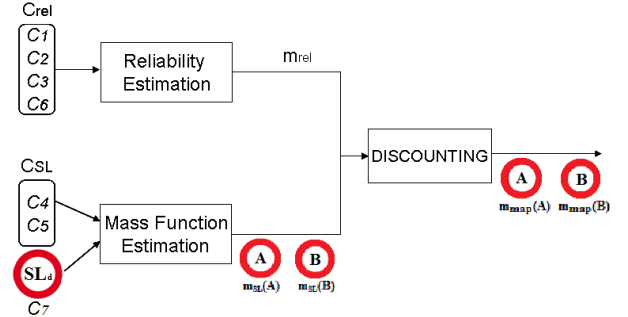 Crel
C1
C2
C3
C6
Reliability
Estimation
mrel
DISCOUNTING
A
B
mmap(A)
mmap(B)
CSL
C4
C5
SLd
C7
Mass Function
Estimation
A
B
mSL(A)
mSL(B)